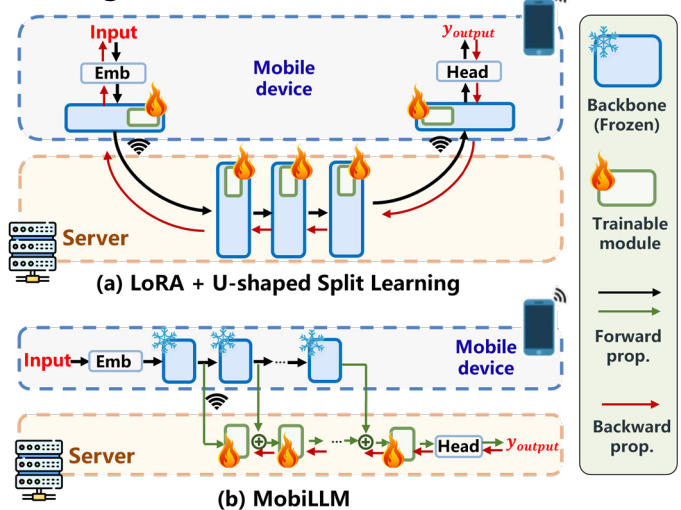 Input
Emb
Mobile
device
y_output
Head
Server
(a) LoRA + U-shaped Split Learning
Input
Emb
...
Mobile
device
Server
...
Head
y_output
(b) MobiLLM
Backbone
(Frozen)
Trainable
module
Forward
prop.
Backward
prop.